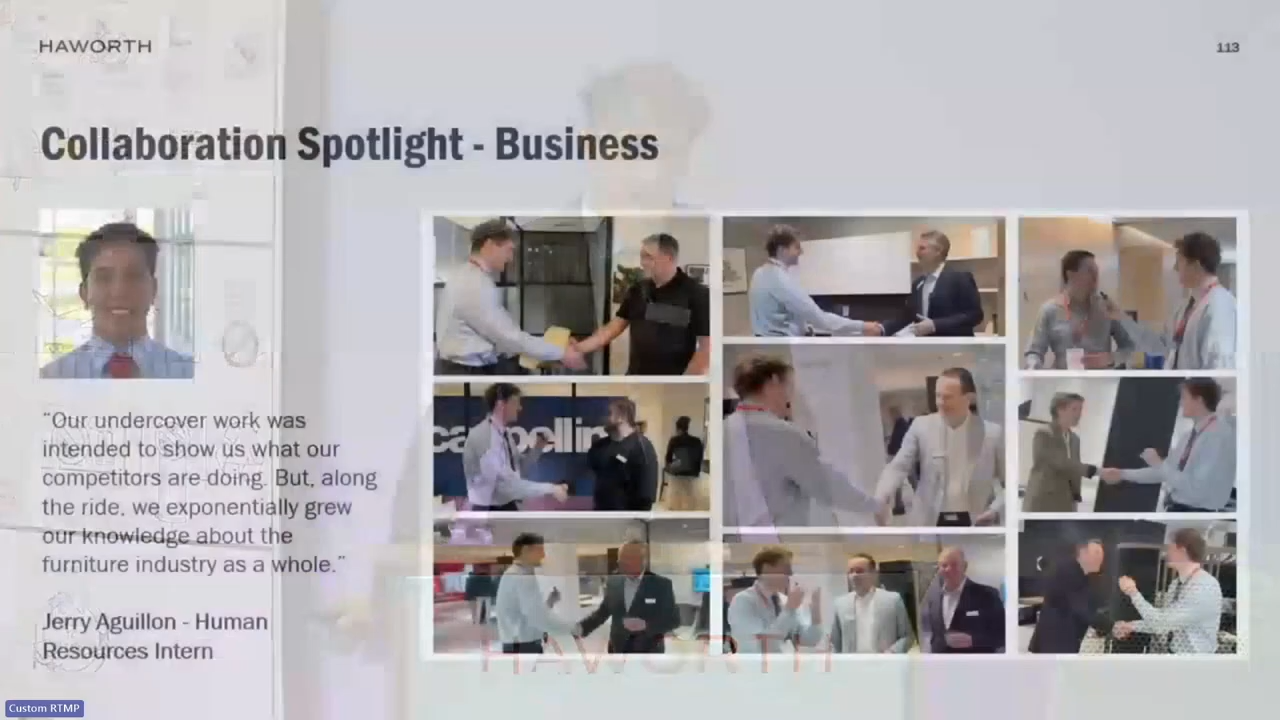 HAWORTH
113
Collaboration Spotlight - Business
“Our undercover work was
intended to show us what our
competitors are doing. But, along
the ride, we exponentially grew
our knowledge about the
furniture industry as a whole.”
Jerry Aguillon - Human
Resources Intern
HAWORTH
Custom RTMP